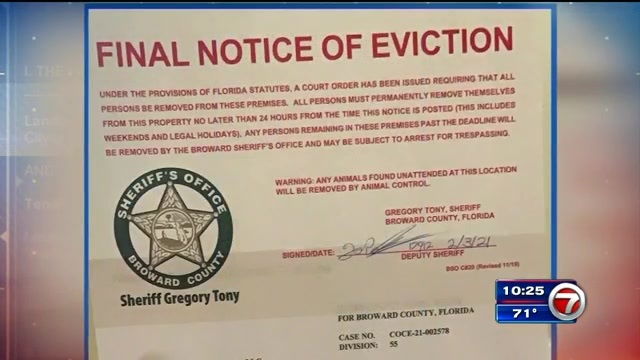 FINAL NOTICE OF EVICTION
UNDER THE PROVISIONS OF FLORIDA STATUTES, A COURT ORDER HAS BEEN ISSUED REQUIRING THAT ALL
PERSONS BE REMOVED FROM THESE PREMISES. ALL PERSONS MUST PERMANENTLY REMOVE THEMSELVES
FROM THIS PROPERTY NO LATER THAN 24 HOURS FROM THE TIME THIS NOTICE IS POSTED (THIS INCLUDES
WEEKENDS AND LEGAL HOLIDAYS), ANY PERSONS REMAINING IN THESE PREMISES PAST THE DEADLINE WILL
BE REMOVED BY THE BROWARD SHERIFF'S OFFICE AND MAY BE SUBJECT TO ARREST FOR TRESPASSING.
WARNING: ANY ANIMALS FOUND UNATTENDED AT THIS LOCATION
WILL BE REMOVED BY ANIMAL CONTROL.
SHERIFF'S OFFICE
BROWARD COUNTY
Sheriff Gregory Tony
GREGORY TONY, SHERIFF
BROWARD COUNTY, FLORIDA
SIGNED/DATE: 2/3/21
DEPUTY SHERIFF
BSO C#20 (Revised 11/19)
FOR BROWARD COUNTY, FLORIDA
CASE NO. COCE-21-002578
DIVISION: 55
10:25
71°
7